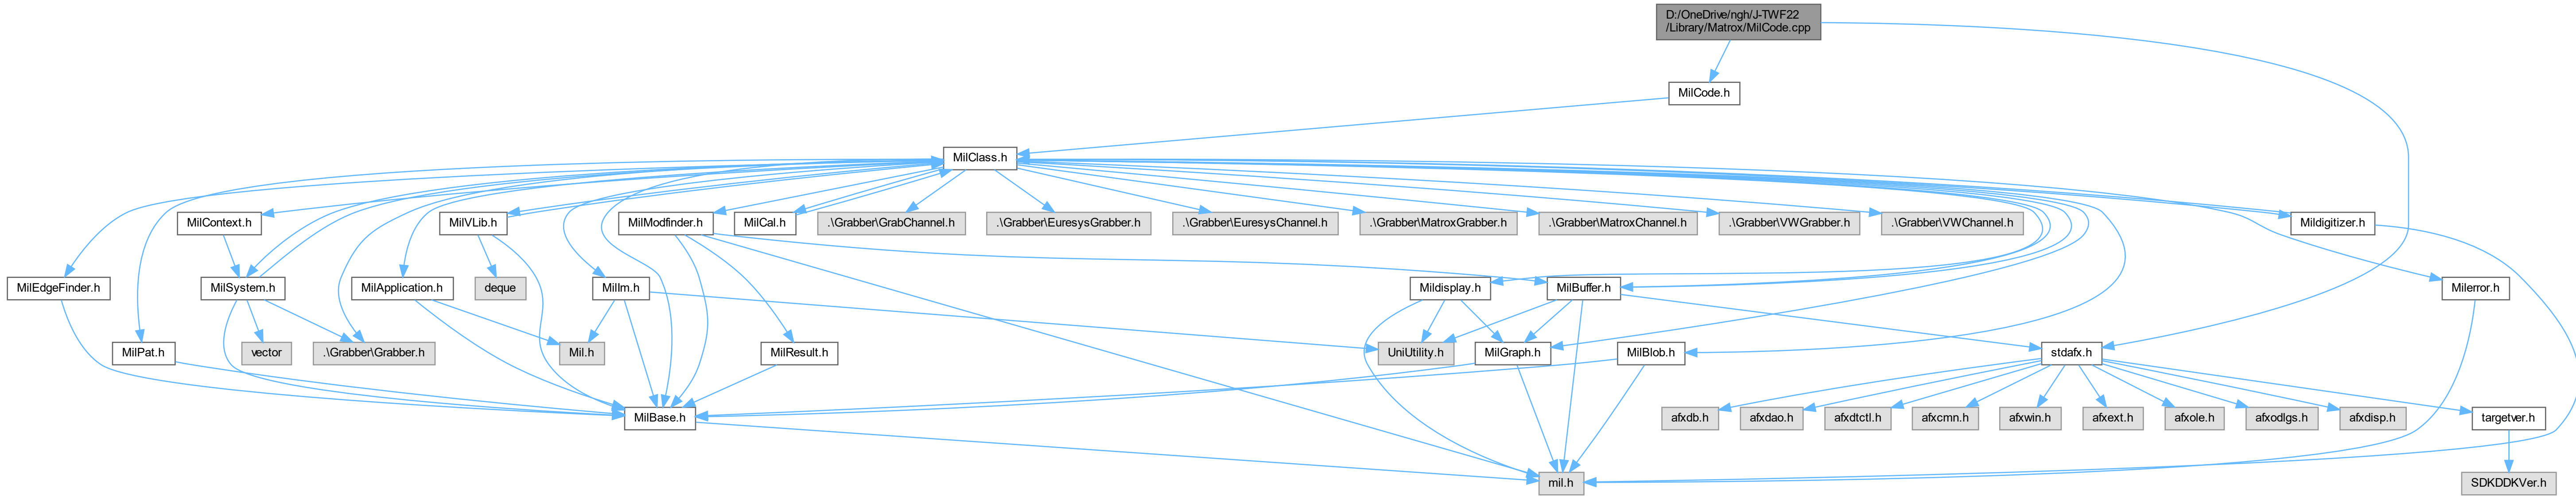 D:/OneDrive/ngh/J-TWF22
/Library/Matrox/MilCode.cpp
MilCode.h
MilClass.h
MilContext.h
MilVLib.h
MilModfinder.h
MilCal.h
.\Grabber\GrabChannel.h
.\Grabber\EuresysGrabber.h
.\Grabber\EuresysChannel.h
.\Grabber\MatroxGrabber.h
.\Grabber\MatroxChannel.h
.\Grabber\VWGrabber.h
.\Grabber\VWChannel.h
Mildigitizer.h
MilEdgeFinder.h
MilSystem.h
MilApplication.h
deque
MilIm.h
Mildisplay.h
MilBuffer.h
Milerror.h
MilPat.h
vector
.\Grabber\Grabber.h
Mil.h
MilResult.h
UniUtility.h
MilGraph.h
MilBlob.h
stdafx.h
MilBase.h
afxdb.h
afxdao.h
afxdtctl.h
afxcmn.h
afxwin.h
afxext.h
afxole.h
afxodlgs.h
afxdisp.h
targetver.h
mil.h
SDKDDKVer.h